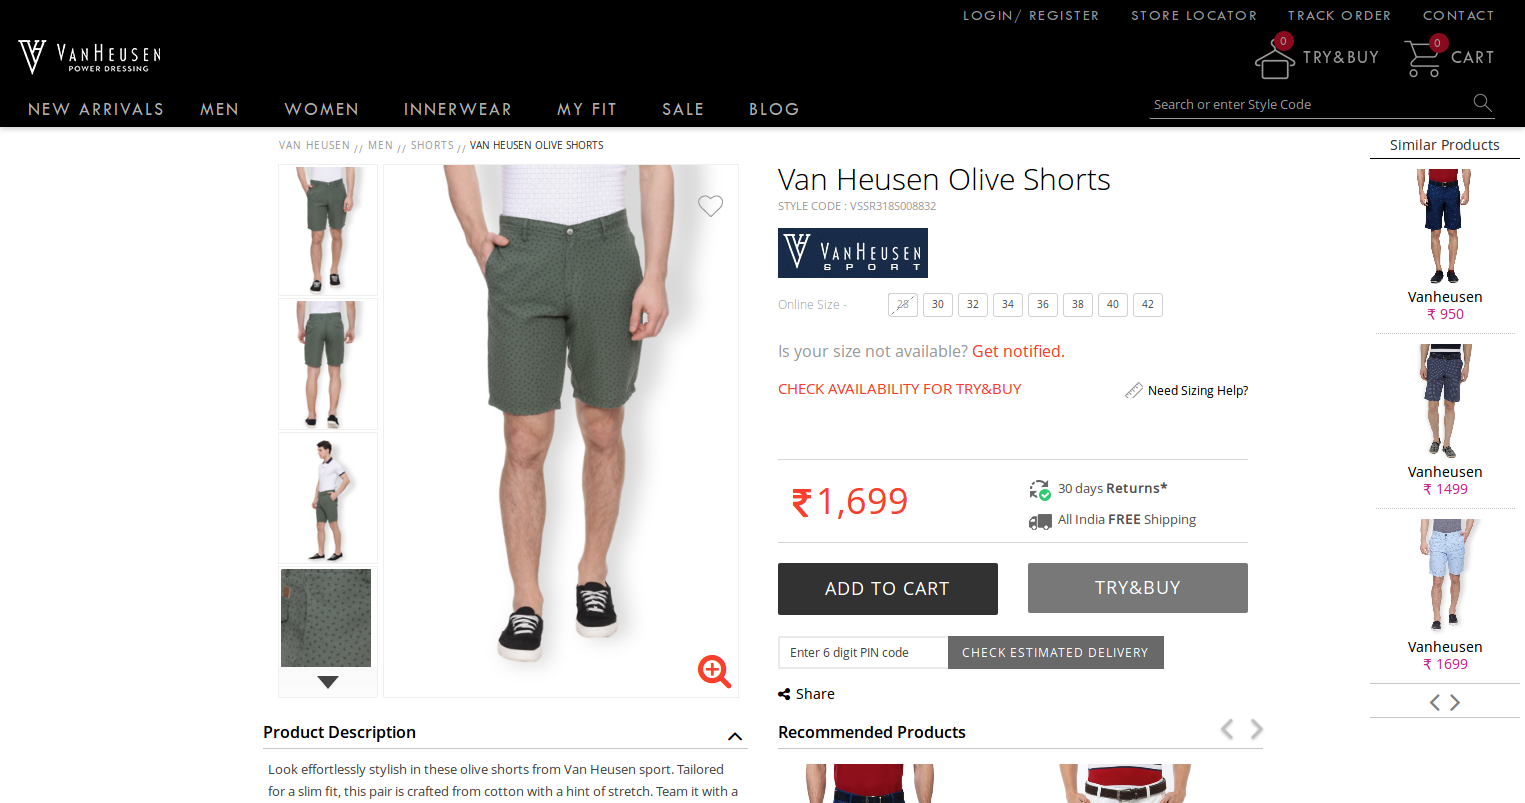 LOGIN/ REGISTER
STORE LOCATOR
TRACK ORDER
CONTACT
VANHEUSEN
POWER DRESSING
0
TRY&BUY
0
CART
NEW ARRIVALS
MEN
WOMEN
INNERWEAR
MY FIT
SALE
BLOG
Search or enter Style Code
VAN HEUSEN // MEN // SHORTS // VAN HEUSEN OLIVE SHORTS
Van Heusen Olive Shorts
STYLE CODE : VSSR318S008832
VANHEUSEN
SPORT
Online Size -
28
30
32
34
36
38
40
42
Is your size not available? Get notified.
CHECK AVAILABILITY FOR TRY&BUY
Need Sizing Help?
₹1,699
30 days Returns*
All India FREE Shipping
ADD TO CART
TRY&BUY
Enter 6 digit PIN code
CHECK ESTIMATED DELIVERY
Share
Product Description
Look effortlessly stylish in these olive shorts from Van Heusen sport. Tailored
for a slim fit, this pair is crafted from cotton with a hint of stretch. Team it with a
Recommended Products
Similar Products
Vanheusen
₹ 950
Vanheusen
₹ 1499
Vanheusen
₹ 1699